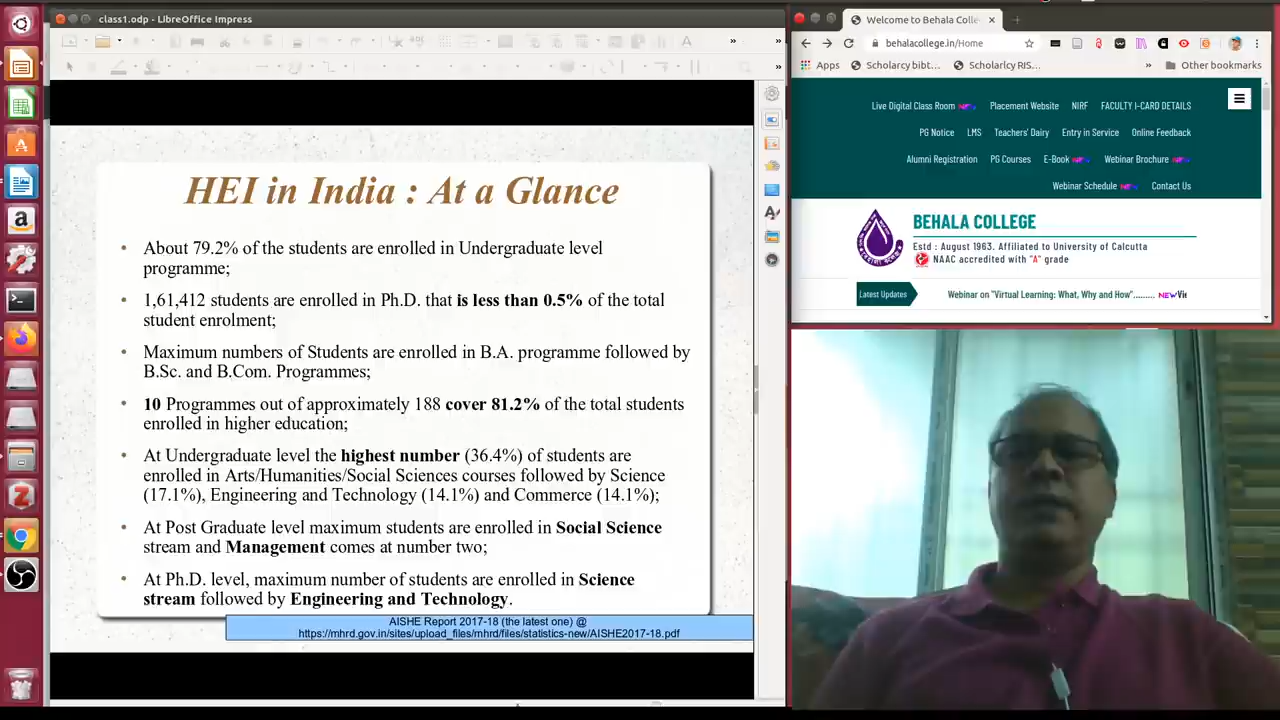 class1.odp - LibreOffice Impress
HEI in India : At a Glance
• About 79.2% of the students are enrolled in Undergraduate level
programme;
• 1,61,412 students are enrolled in Ph.D. that is less than 0.5% of the total
student enrolment;
• Maximum numbers of Students are enrolled in B.A. programme followed by
B.Sc. and B.Com. Programmes;
• 10 Programmes out of approximately 188 cover 81.2% of the total students
enrolled in higher education;
• At Undergraduate level the highest number (36.4%) of students are
enrolled in Arts/Humanities/Social Sciences courses followed by Science
(17.1%), Engineering and Technology (14.1%) and Commerce (14.1%);
• At Post Graduate level maximum students are enrolled in Social Science
stream and Management comes at number two;
• At Ph.D. level, maximum number of students are enrolled in Science
stream followed by Engineering and Technology.
AISHE Report 2017-18 (the latest one) @
https://mhrd.gov.in/sites/upload_files/mhrd/files/statistics-new/AISHE2017-18.pdf
Welcome to Behala Colle
behalacollege.in/Home
Apps Scholarcy bibt... Scholarlcy RIS... » Other bookmarks
Live Digital Class Room NEW Placement Website NIRF FACULTY I-CARD DETAILS
PG Notice LMS Teachers' Dairy Entry in Service Online Feedback
Alumni Registration PG Courses E-Book NEW Webinar Brochure NEW
Webinar Schedule NEW Contact Us
BEHALA COLLEGE
Estd : August 1963. Affiliated to University of Calcutta
NAAC accredited with "A" grade
Latest Updates Webinar on "Virtual Learning: What, Why and How"......... NEW Vie